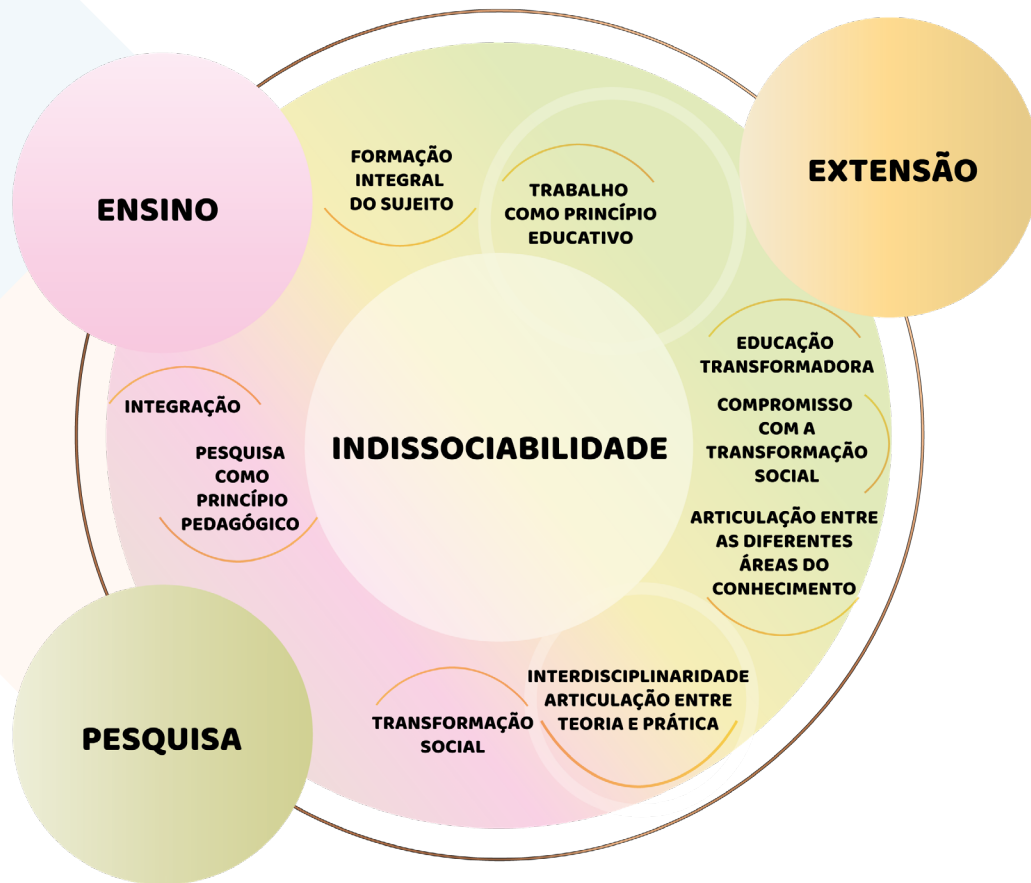 ENSINO
EXTENSÃO
FORMAÇÃO
INTEGRAL
DO SUJEITO
TRABALHO
COMO PRINCÍPIO
EDUCATIVO
EDUCAÇÃO
TRANSFORMADORA
COMPROMISSO
COM A
TRANSFORMAÇÃO
SOCIAL
ARTICULAÇÃO ENTRE
AS DIFERENTES
ÁREAS DO
CONHECIMENTO
INTEGRAÇÃO
PESQUISA
COMO
PRINCÍPIO
PEDAGÓGICO
INDISSOCIABILIDADE
INTERDISCIPLINARIDADE
ARTICULAÇÃO ENTRE
TEORIA E PRÁTICA
TRANSFORMAÇÃO
SOCIAL
PESQUISA